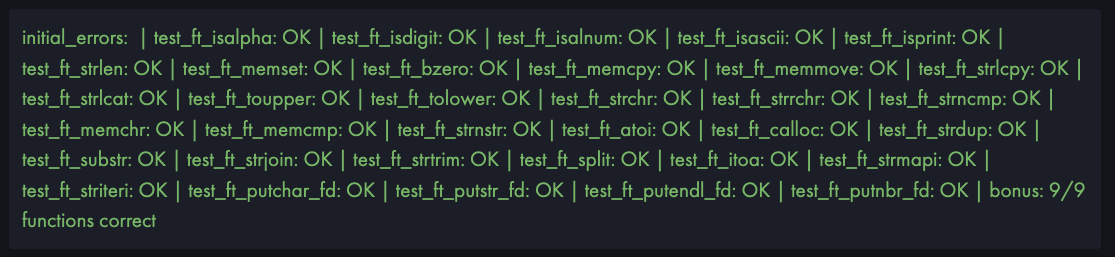 initial_errors:  | test_ft_isalpha: OK | test_ft_isdigit: OK | test_ft_isalnum: OK | test_ft_isascii: OK | test_ft_isprint: OK |
test_ft_strlen: OK | test_ft_memset: OK | test_ft_bzero: OK | test_ft_memcpy: OK | test_ft_memmove: OK | test_ft_strlcpy: OK |
test_ft_strlcat: OK | test_ft_toupper: OK | test_ft_tolower: OK | test_ft_strchr: OK | test_ft_strrchr: OK | test_ft_strncmp: OK |
test_ft_memchr: OK | test_ft_memcmp: OK | test_ft_strnstr: OK | test_ft_atoi: OK | test_ft_calloc: OK | test_ft_strdup: OK |
test_ft_substr: OK | test_ft_strjoin: OK | test_ft_strtrim: OK | test_ft_split: OK | test_ft_itoa: OK | test_ft_strmapi: OK |
test_ft_striteri: OK | test_ft_putchar_fd: OK | test_ft_putstr_fd: OK | test_ft_putendl_fd: OK | test_ft_putnbr_fd: OK | bonus: 9/9
functions correct